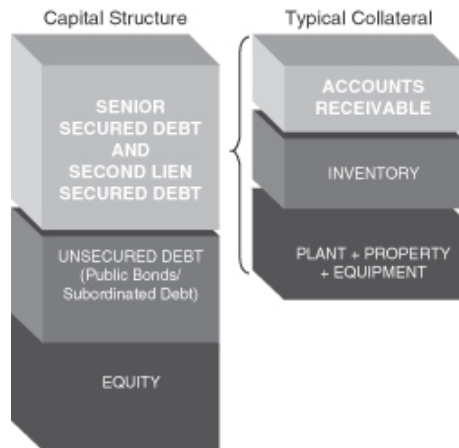 Capital Structure
SENIOR
SECURED DEBT
AND
SECOND LIEN
SECURED DEBT
UNSECURED DEBT
(Public Bonds/
Subordinated Debt)
EQUITY
Typical Collateral
ACCOUNTS
RECEIVABLE
INVENTORY
PLANT + PROPERTY
+ EQUIPMENT